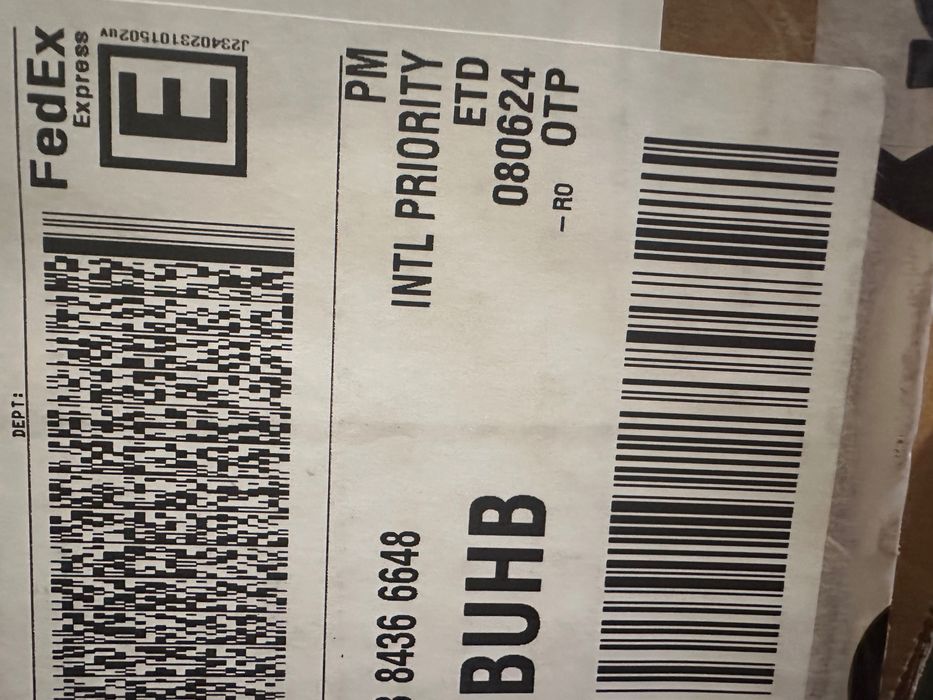 DEPT:
FedEx
Express
E
J234023101502uv
PM
INTL PRIORITY
ETD
080624
OTP
-RO
8436 6648
BUHB